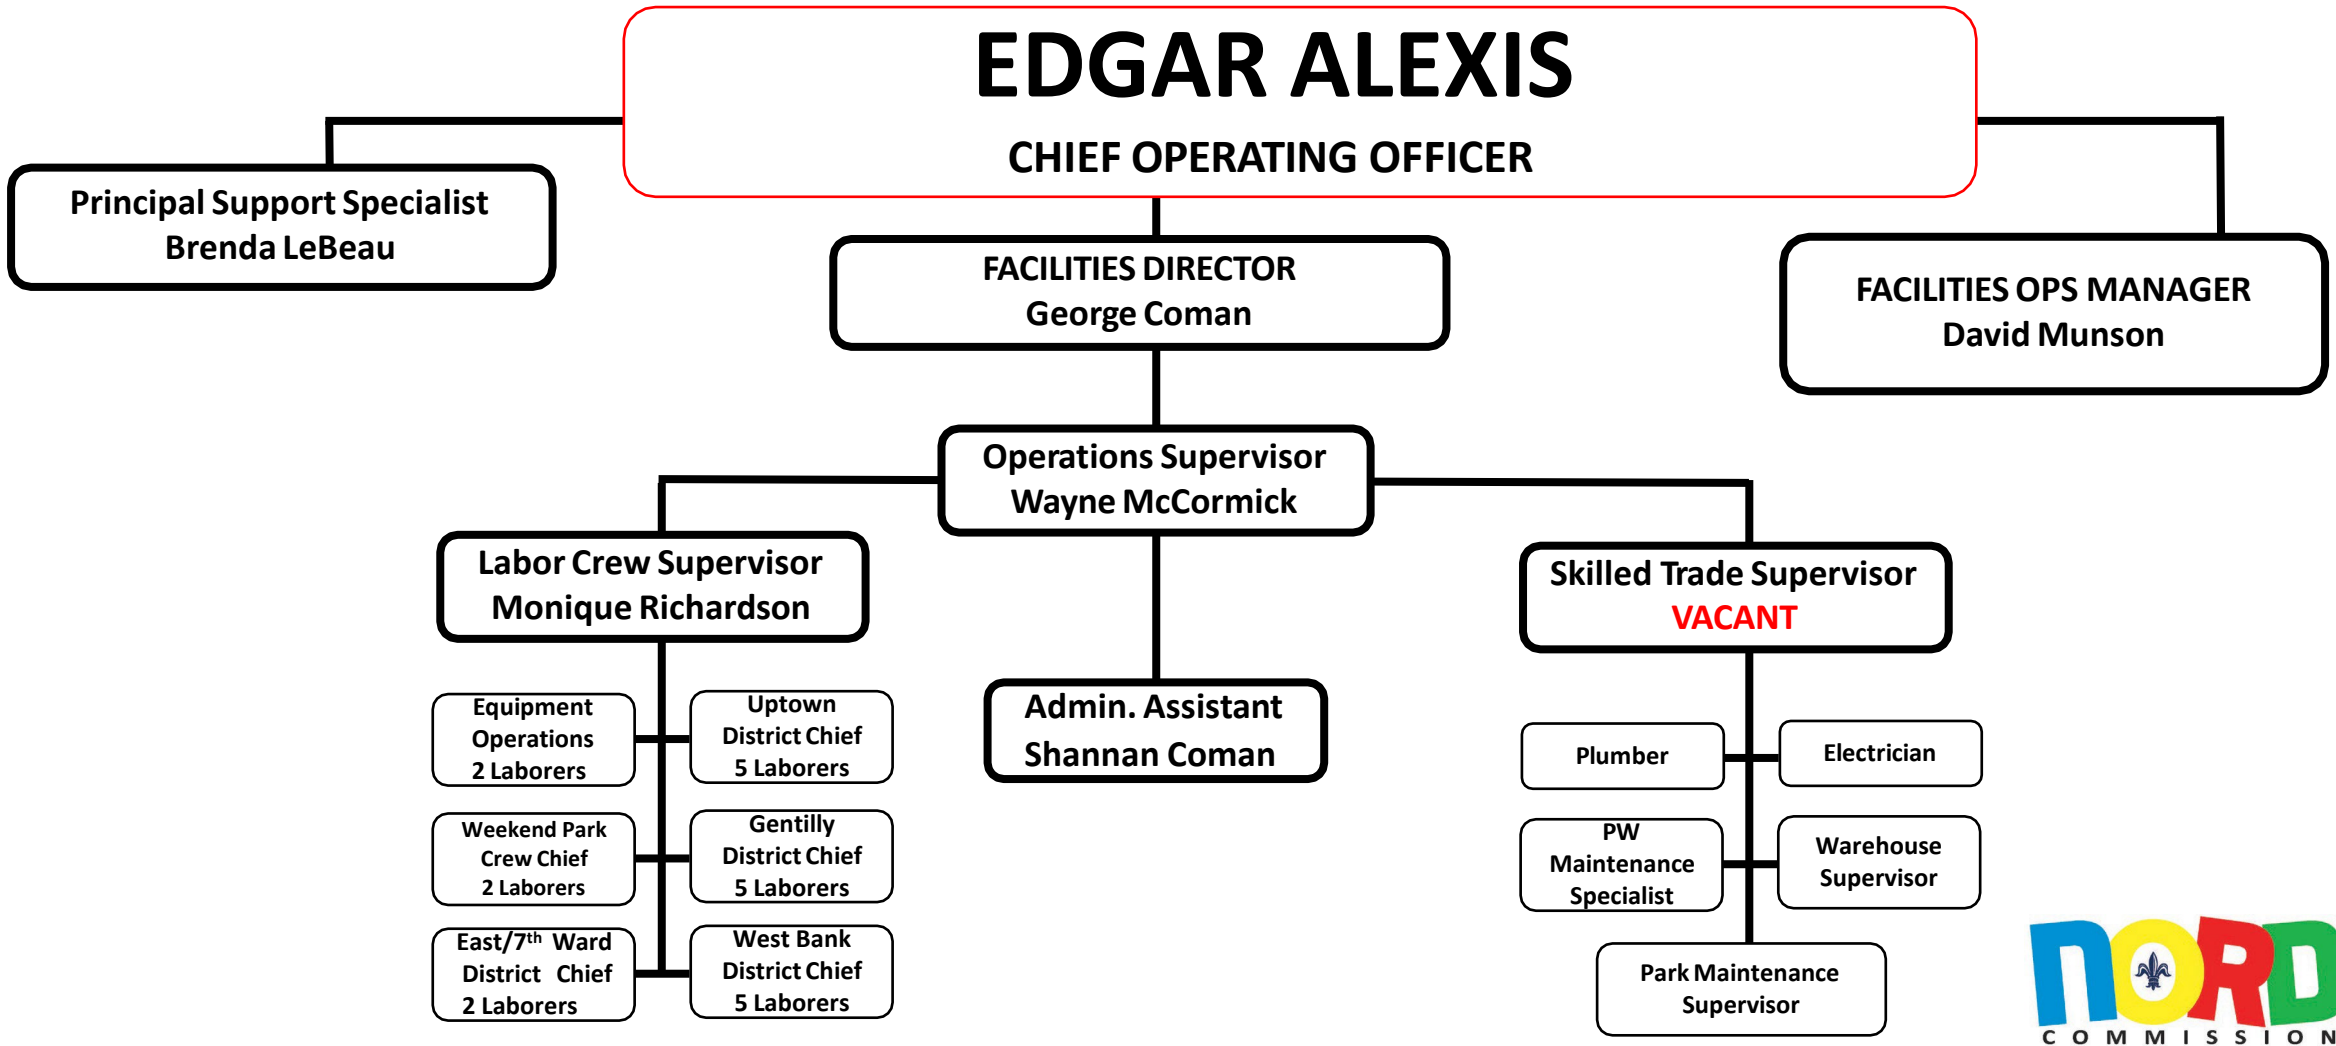 EDGAR ALEXIS
CHIEF OPERATING OFFICER
Principal Support Specialist
Brenda LeBeau
FACILITIES DIRECTOR
George Coman
FACILITIES OPS MANAGER
David Munson
Operations Supervisor
Wayne McCormick
Labor Crew Supervisor
Monique Richardson
Admin. Assistant
Shannan Coman
Skilled Trade Supervisor
VACANT
Equipment
Operations
2 Laborers
Uptown
District Chief
5 Laborers
Weekend Park
Crew Chief
2 Laborers
Gentilly
District Chief
5 Laborers
East/7th Ward
District Chief
2 Laborers
West Bank
District Chief
5 Laborers
Plumber
Electrician
PW
Maintenance
Specialist
Warehouse
Supervisor
Park Maintenance
Supervisor
NORD
COMMISSION